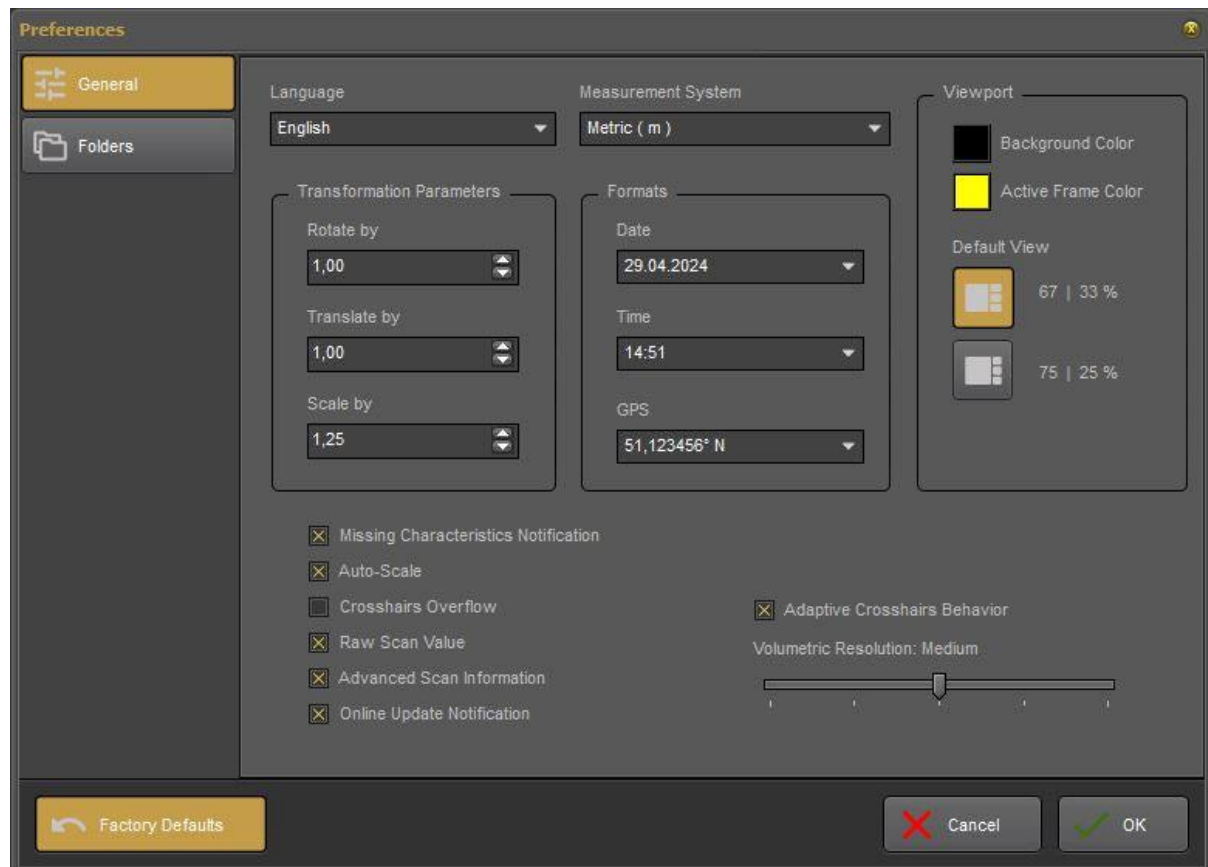 Preferences
General
Folders
Language
English
Measurement System
Metric ( m )
Transformation Parameters
Rotate by
1,00
Translate by
1,00
Scale by
1,25
Formats
Date
29.04.2024
Time
14:51
GPS
51,123456° N
Viewport
Background Color
Active Frame Color
Default View
67 | 33 %
75 | 25 %
Missing Characteristics Notification
Auto-Scale
Crosshairs Overflow
Raw Scan Value
Advanced Scan Information
Online Update Notification
Adaptive Crosshairs Behavior
Volumetric Resolution: Medium
Factory Defaults
Cancel
OK